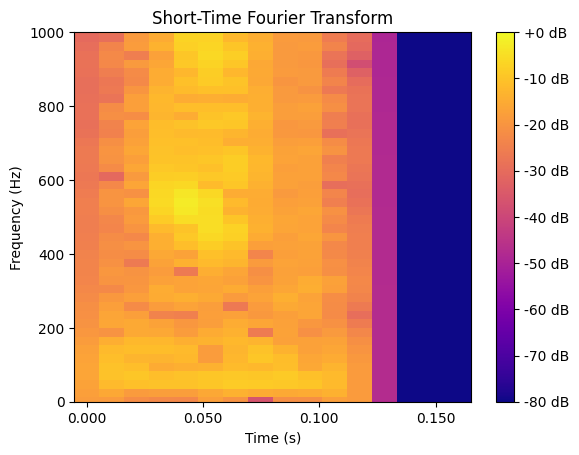 Short-Time Fourier Transform
1000
800
600
400
200
0
Frequency (Hz)
0.000
0.050
0.100
0.150
Time (s)
+0 dB
-10 dB
-20 dB
-30 dB
-40 dB
-50 dB
-60 dB
-70 dB
-80 dB